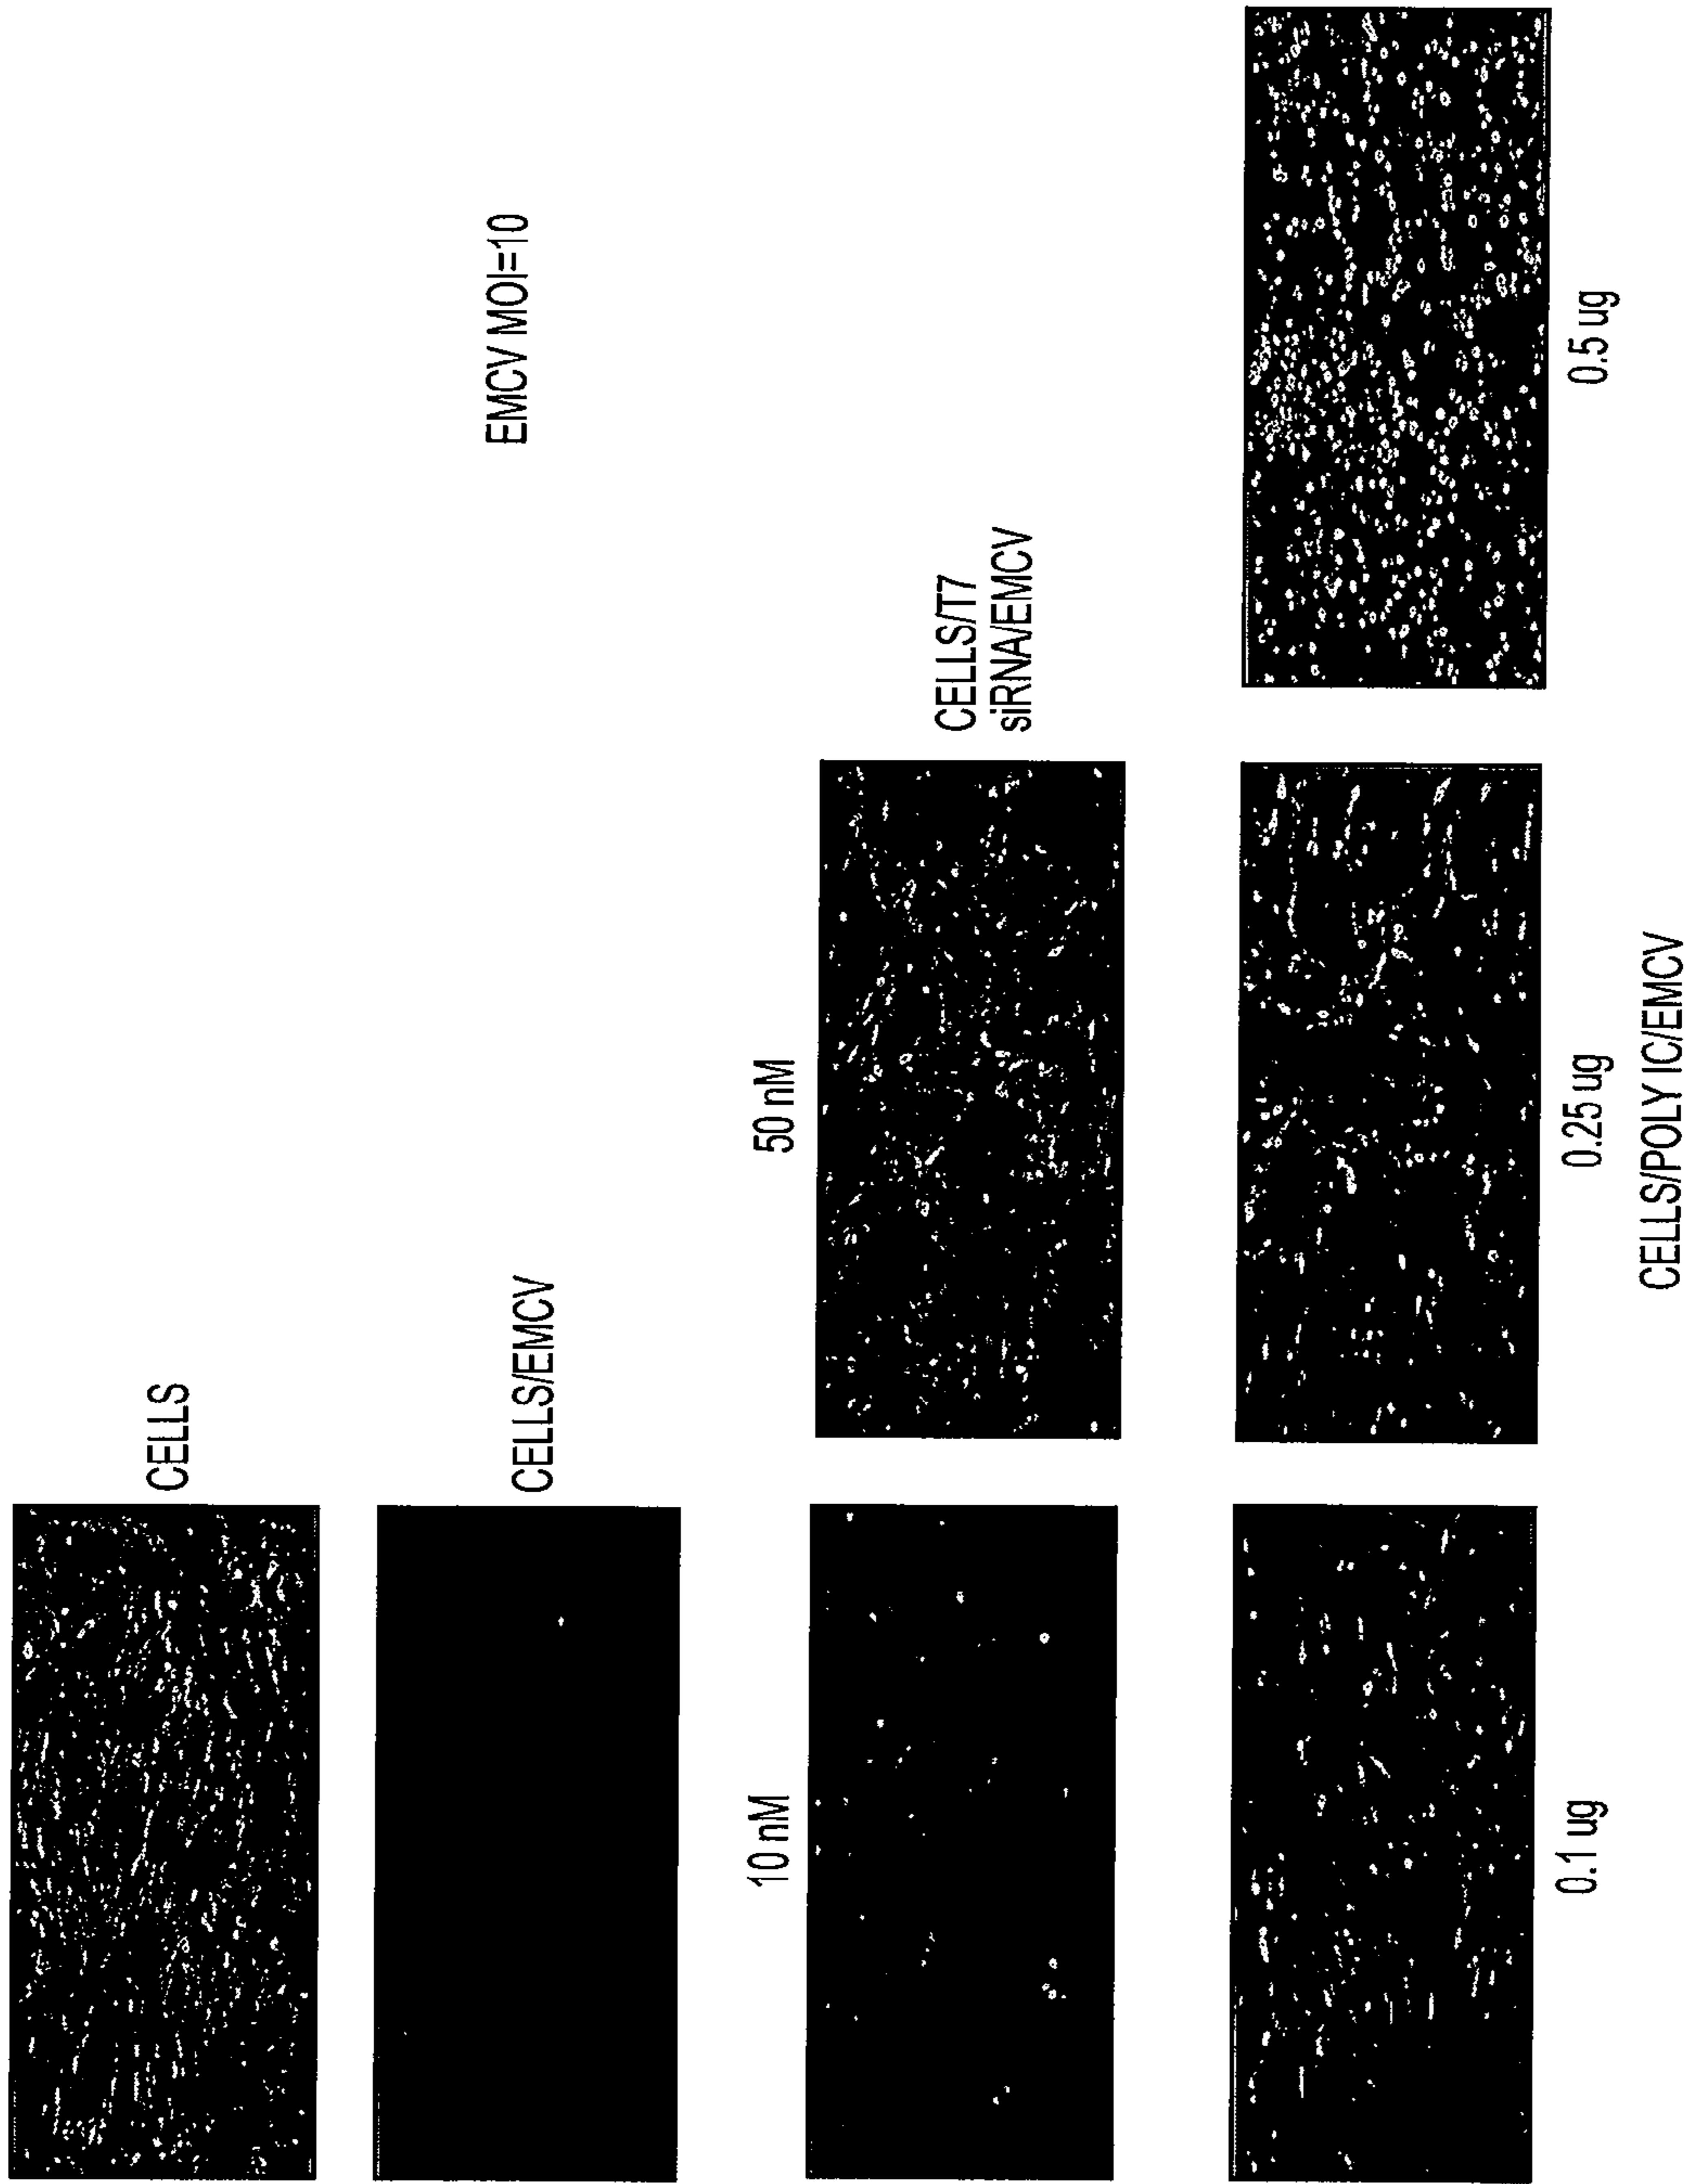 CELLS
CELLS/EMCV
EMCV MOI=10
10 nM
50 nM
CELLS/T7
siRNA/EMCV
0.1 ug
0.25 ug
0.5 ug
CELLS/POLY IC/EMCV